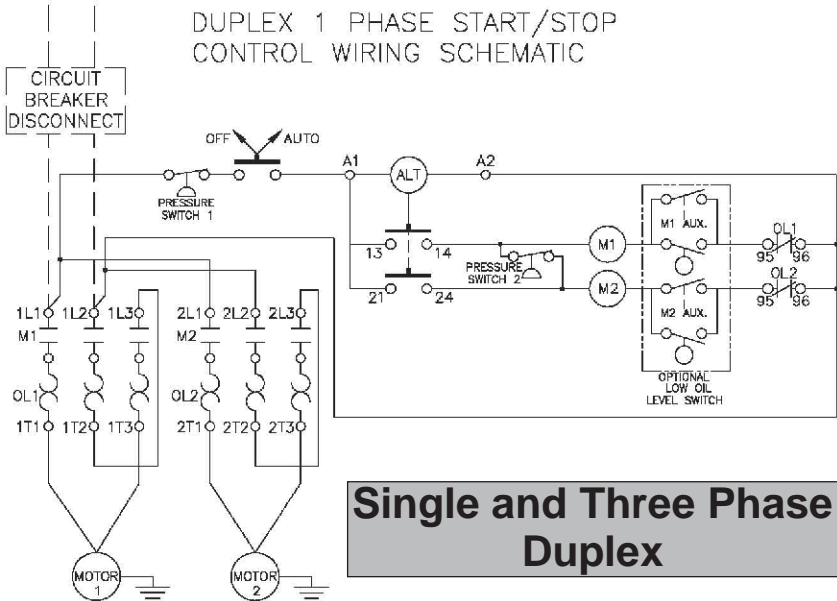 DUPLEX 1 PHASE START/STOP
CONTROL WIRING SCHEMATIC
CIRCUIT
BREAKER
DISCONNECT
OFF
AUTO
PRESSURE
SWITCH 1
A1
ALT
A2
13
14
21
24
PRESSURE
SWITCH 2
M1
M2
M1 AUX.
M2 AUX.
OL1
95
96
OL2
95
96
OPTIONAL
LOW OIL
LEVEL SWITCH
1L1
1L2
1L3
2L1
2L2
2L3
M1
M2
OL1
OL2
1T1
1T2
1T3
2T1
2T2
2T3
MOTOR
1
MOTOR
2
Single and Three Phase
Duplex